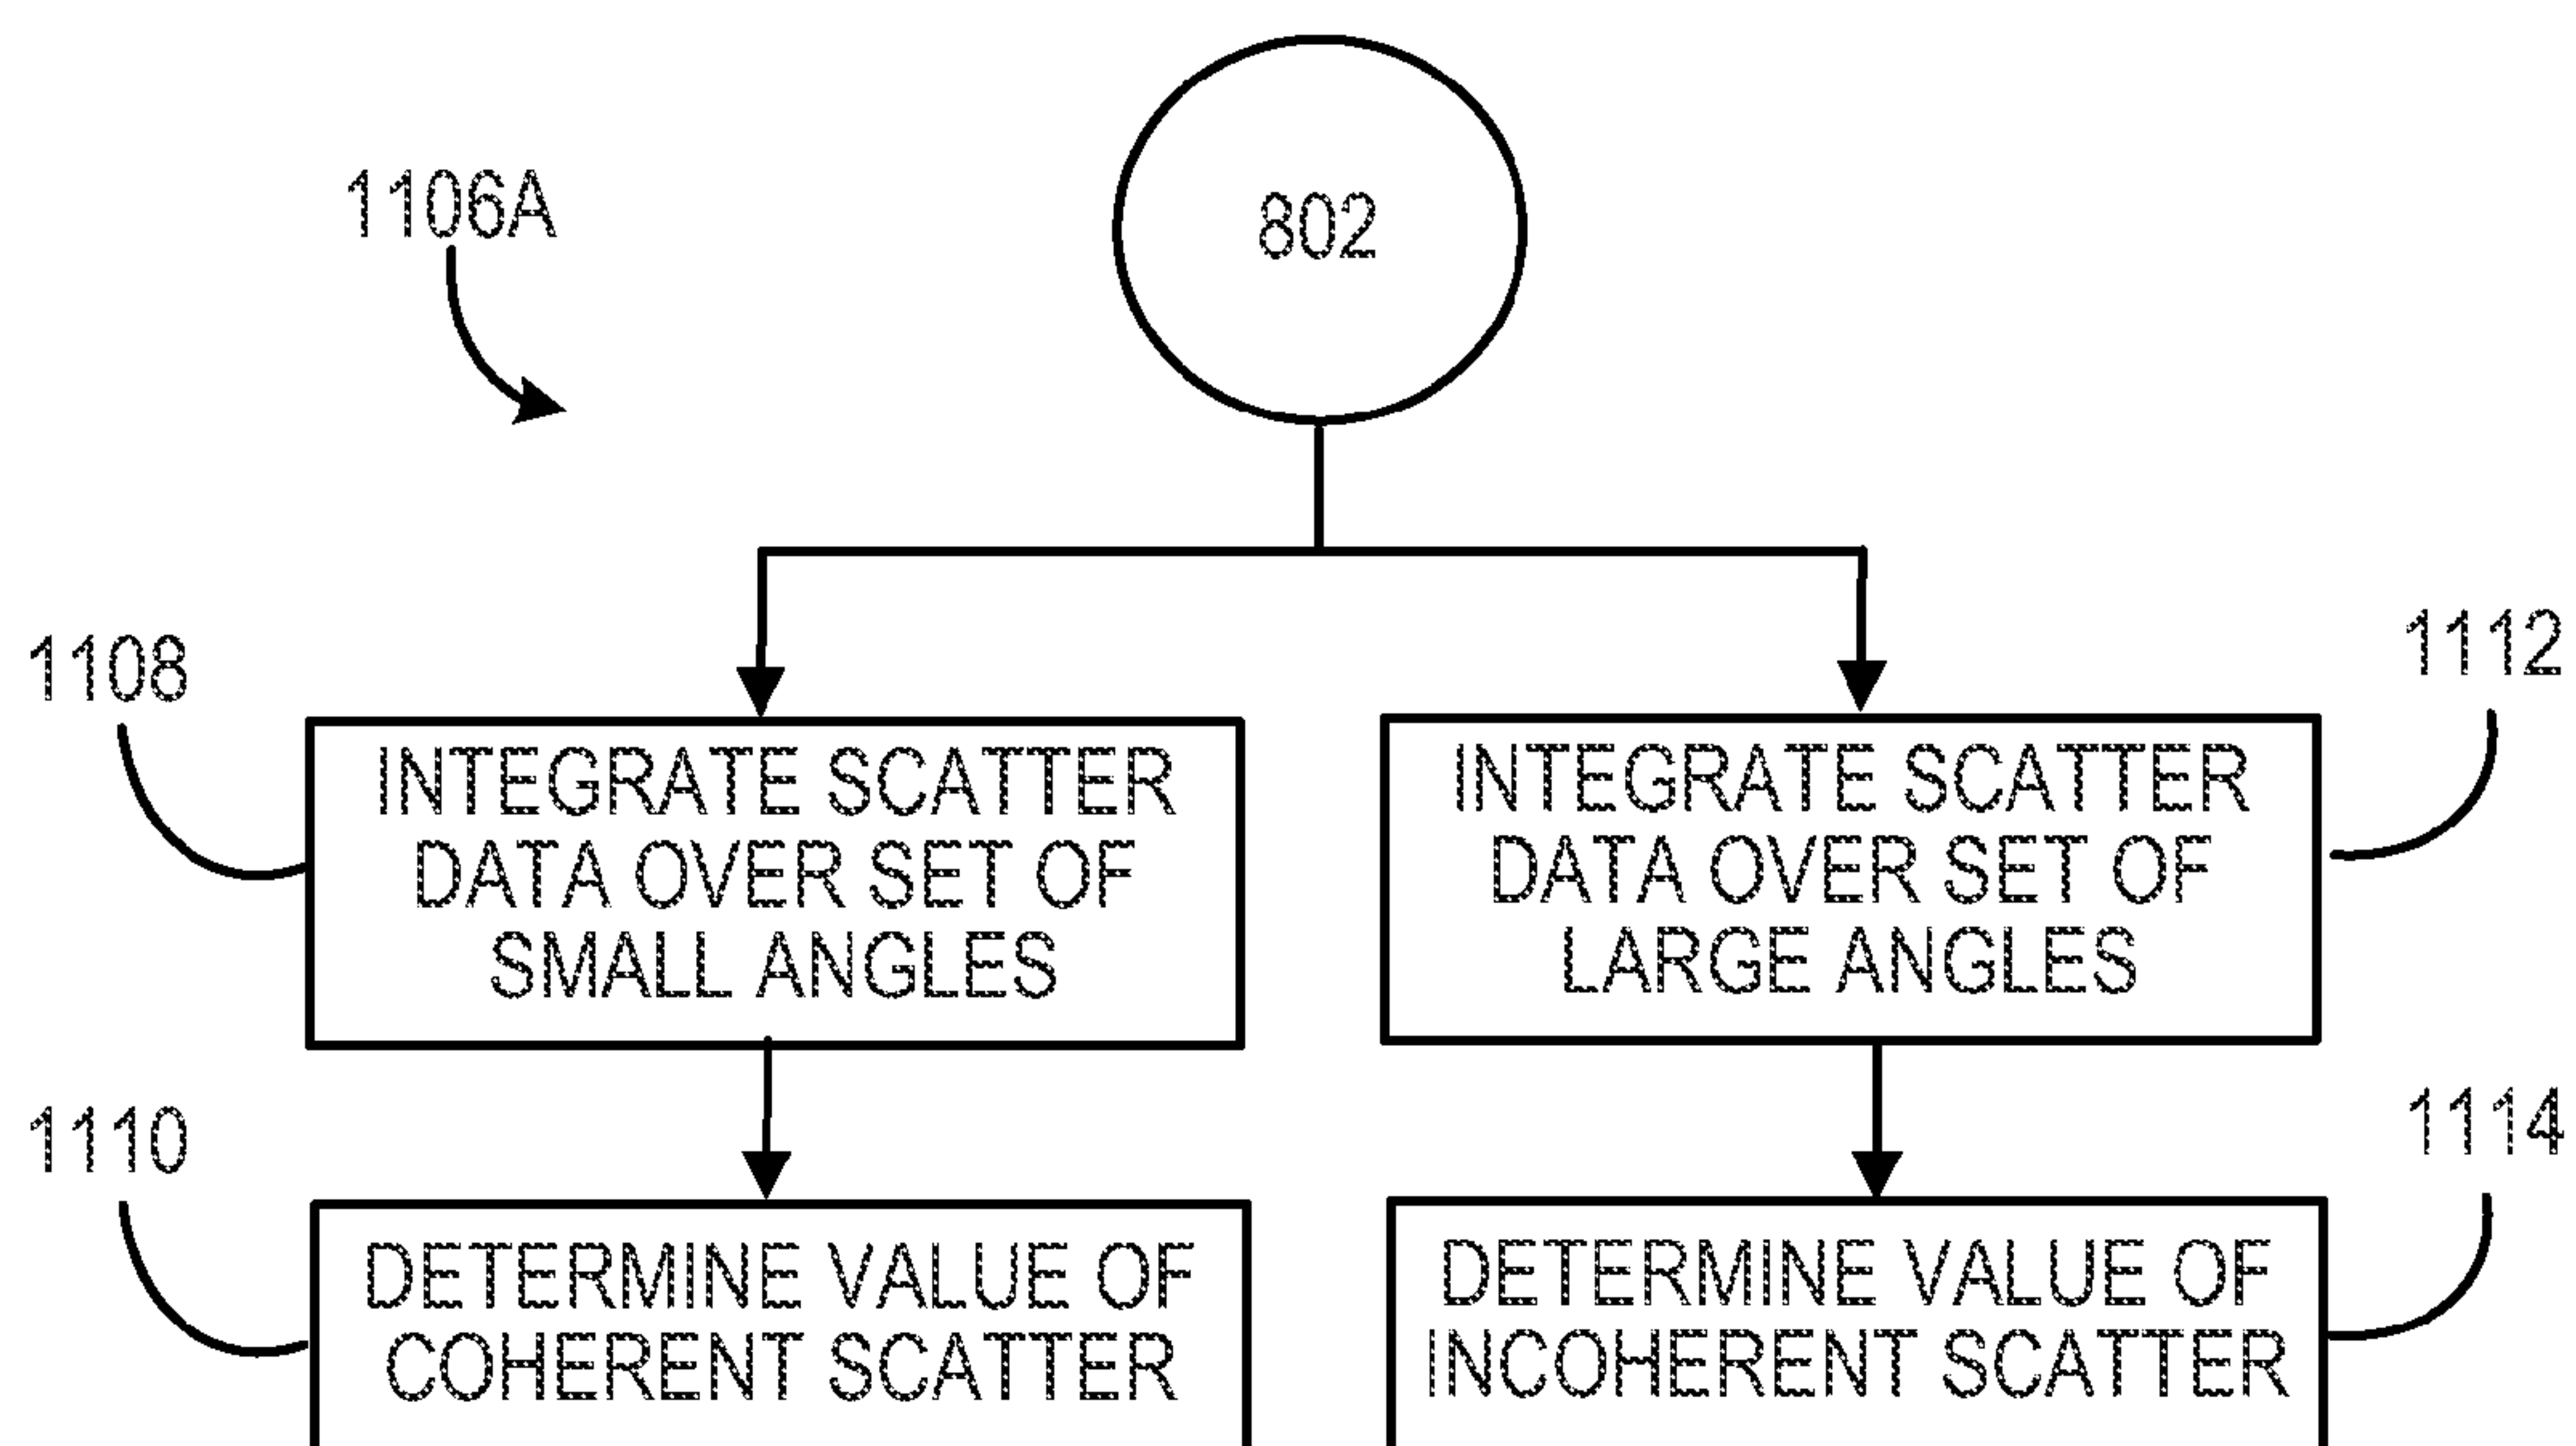 1106A
802
1108
INTEGRATE SCATTER
DATA OVER SET OF
SMALL ANGLES
INTEGRATE SCATTER
DATA OVER SET OF
LARGE ANGLES
1112
1110
DETERMINE VALUE OF
COHERENT SCATTER
DETERMINE VALUE OF
INCOHERENT SCATTER
1114